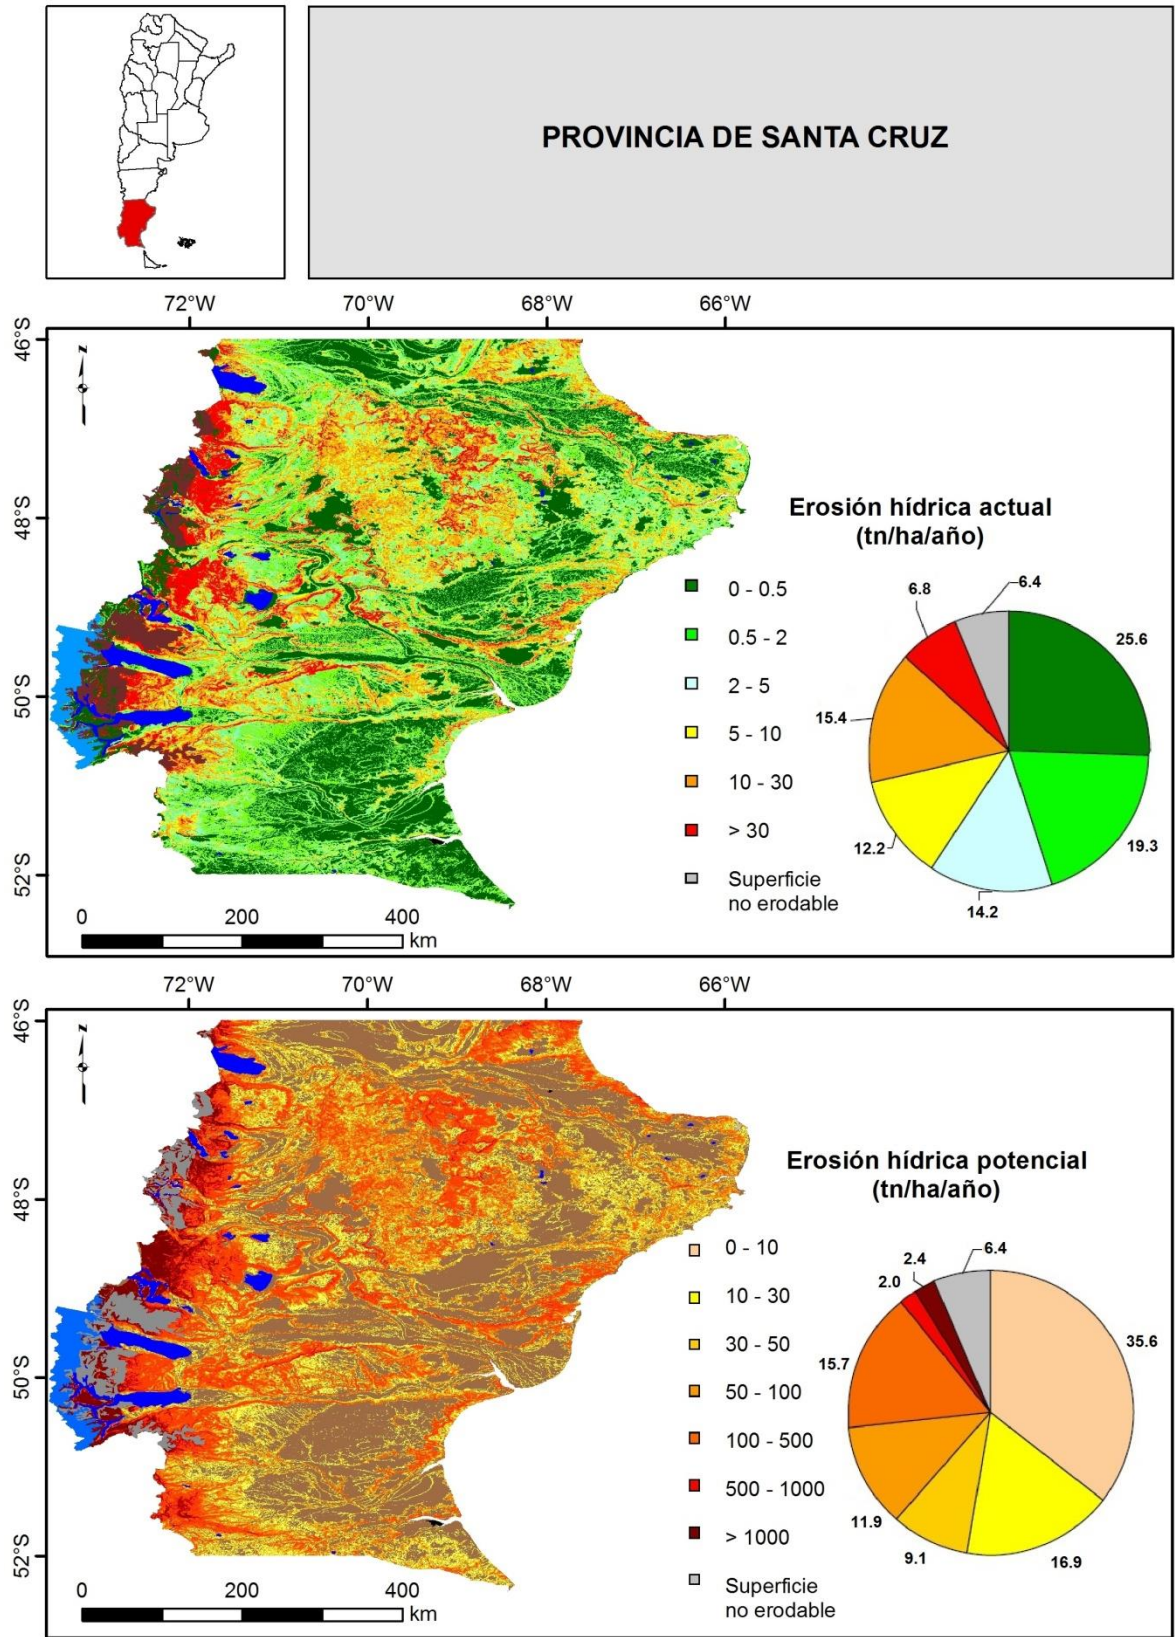 PROVINCIA DE SANTA CRUZ
72°W
70°W
68°W
66°W
46°S
48°S
50°S
52°S
N
Erosión hídrica actual
(tn/ha/año)
0 - 0.5
0.5 - 2
2 - 5
5 - 10
10 - 30
> 30
Superficie
no erodable
6.4
25.6
19.3
14.2
12.2
15.4
6.8
0
200
400
km
72°W
70°W
68°W
66°W
46°S
48°S
50°S
52°S
N
Erosión hídrica potencial
(tn/ha/año)
0 - 10
10 - 30
30 - 50
50 - 100
100 - 500
500 - 1000
> 1000
Superficie
no erodable
6.4
35.6
16.9
9.1
11.9
15.7
2.0
2.4
0
200
400
km